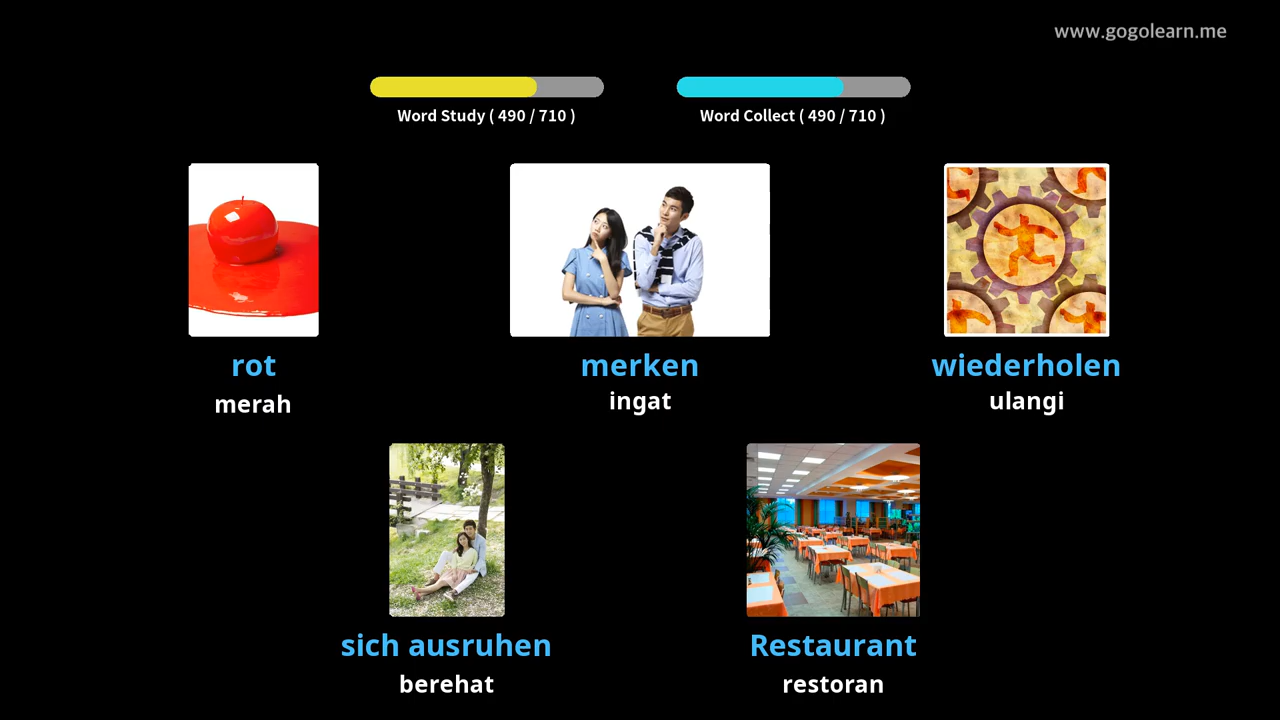 www.gogolearn.me
Word Study ( 490 / 710 )
Word Collect ( 490 / 710 )
rot
merken
wiederholen
merah
ingat
ulangi
sich ausruhen
Restaurant
berehat
restoran